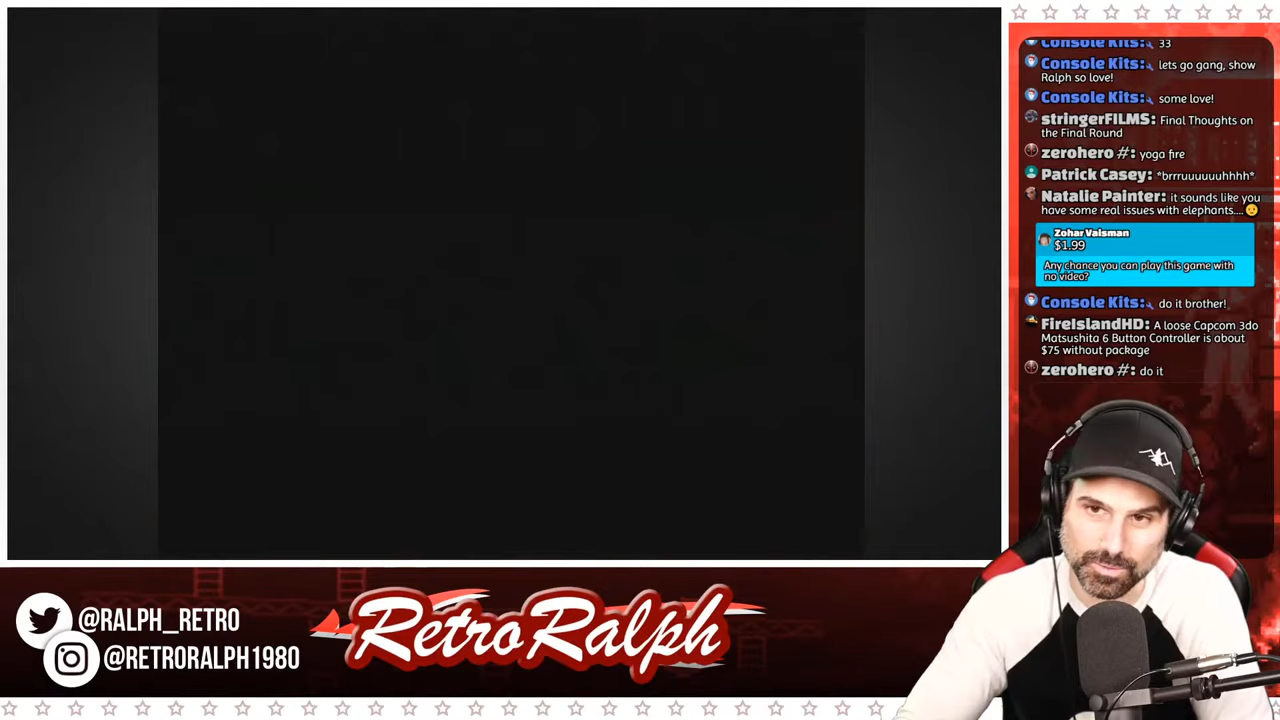 Console Kits: 33
Console Kits: lets go gang, show
Ralph so love!
Console Kits: some love!
stringerFILMS: Final Thoughts on
the Final Round
zerohero #: yoga fire
Patrick Casey: *brrruuuuuuhhhh*
Natalie Painter: it sounds like you
have some real issues with elephants....
Zohar Vaisman
$1.99
Any chance you can play this game with
no video?
Console Kits: do it brother!
FireIslandHD: A loose Capcom 3do
Matsushita 6 Button Controller is about
$75 without package
zerohero #: do it
@RALPH_RETRO
@RETRORALPH1980
RetroRalph